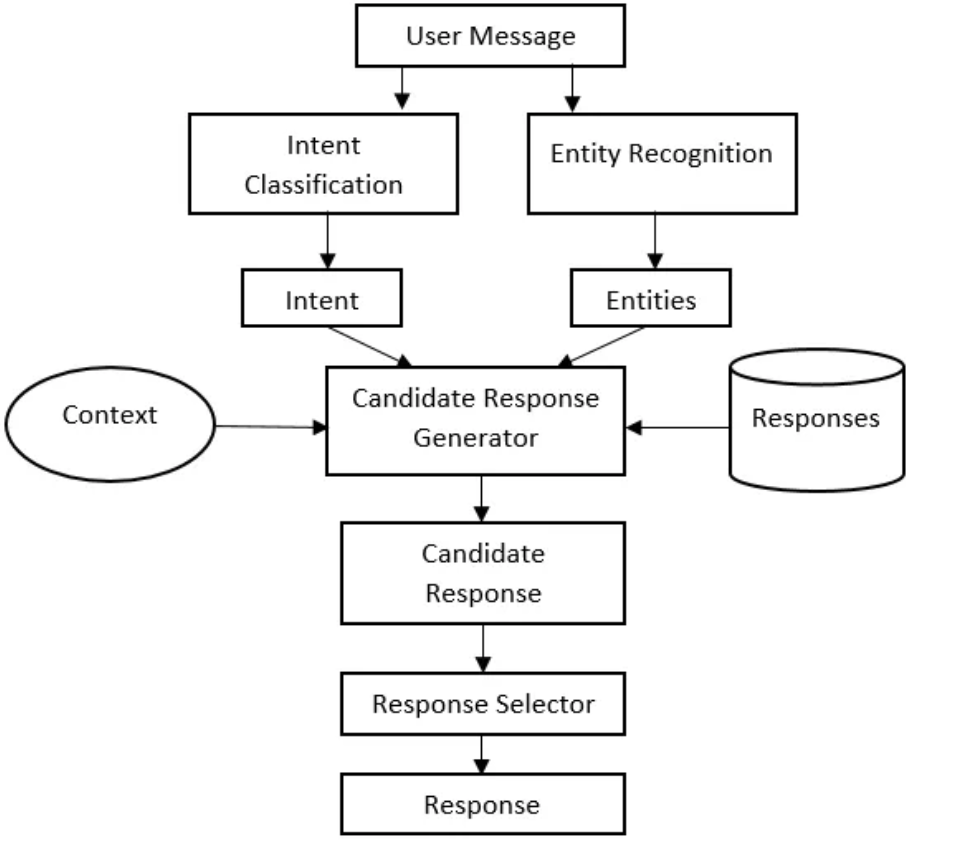 User Message
Intent
Classification
Entity Recognition
Intent
Entities
Context
Candidate Response
Generator
Responses
Candidate
Response
Response Selector
Response